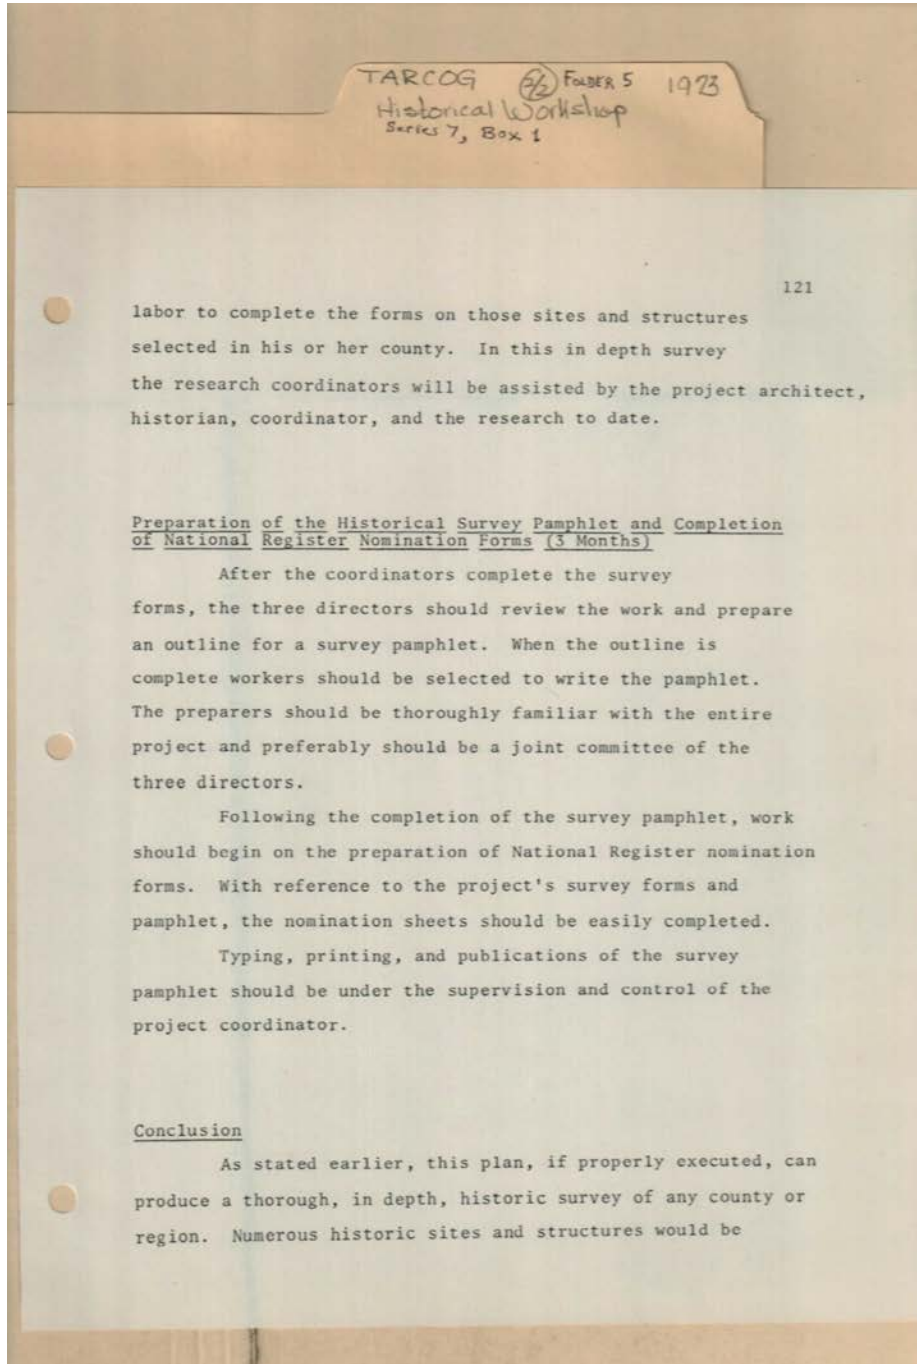 TARCOG 2/2 FOLDER 5 1973
Historical Workshop
Series 7, Box 1
121
labor to complete the forms on those sites and structures
selected in his or her county. In this in depth survey
the research coordinators will be assisted by the project architect,
historian, coordinator, and the research to date.
Preparation of the Historical Survey Pamphlet and Completion
of National Register Nomination Forms (3 Months)
After the coordinators complete the survey
forms, the three directors should review the work and prepare
an outline for a survey pamphlet. When the outline is
complete workers should be selected to write the pamphlet.
The preparers should be thoroughly familiar with the entire
project and preferably should be a joint committee of the
three directors.
Following the completion of the survey pamphlet, work
should begin on the preparation of National Register nomination
forms. With reference to the project's survey forms and
pamphlet, the nomination sheets should be easily completed.
Typing, printing, and publications of the survey
pamphlet should be under the supervision and control of the
project coordinator.
Conclusion
As stated earlier, this plan, if properly executed, can
produce a thorough, in depth, historic survey of any county or
region. Numerous historic sites and structures would be